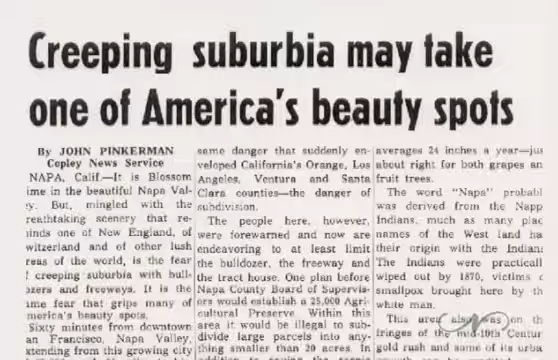 Creeping suburbia may take
one of America's beauty spots
By JOHN PINKERMAN
Copley News Service
NAPA, Calif.—It is Blossom
ime in the beautiful Napa Val-
ey. But, mingled with the
reathtaking scenery that re-
inds one of New England, of
witzerland and of other lush
reas of the world, is the fear
f creeping suburbia with bull-
ozers and freeways. It is the
ame fear that grips many of
merica's beauty spots.
Sixty minutes from downtown
an Francisco, Napa Valley,
xtending from this growing city
same danger that suddenly en-
veloped California's Orange, Los
Angeles, Ventura and Santa
Clara counties—the danger of
subdivision.
The people here, however,
were forewarned and now are
endeavoring to at least limit
the bulldozer, the freeway and
the tract house. One plan before
Napa County Board of Supervis-
ors would establish a 25,000 Agri-
cultural Preserve. Within this
area it would be illegal to sub-
divide large parcels into any-
thing smaller than 20 acres. In
averages 24 inches a year—jus
about right for both grapes an
fruit trees.
The word "Napa" probabl
was derived from the Napp
Indians, much as many plac
names of the West land ha
their origin with the Indians
The Indians were practicall
wiped out by 1870, victims o
smallpox brought here by th
white man.
This area also was on th
fringes of the mid-19th Centur
gold rush and some of its urba